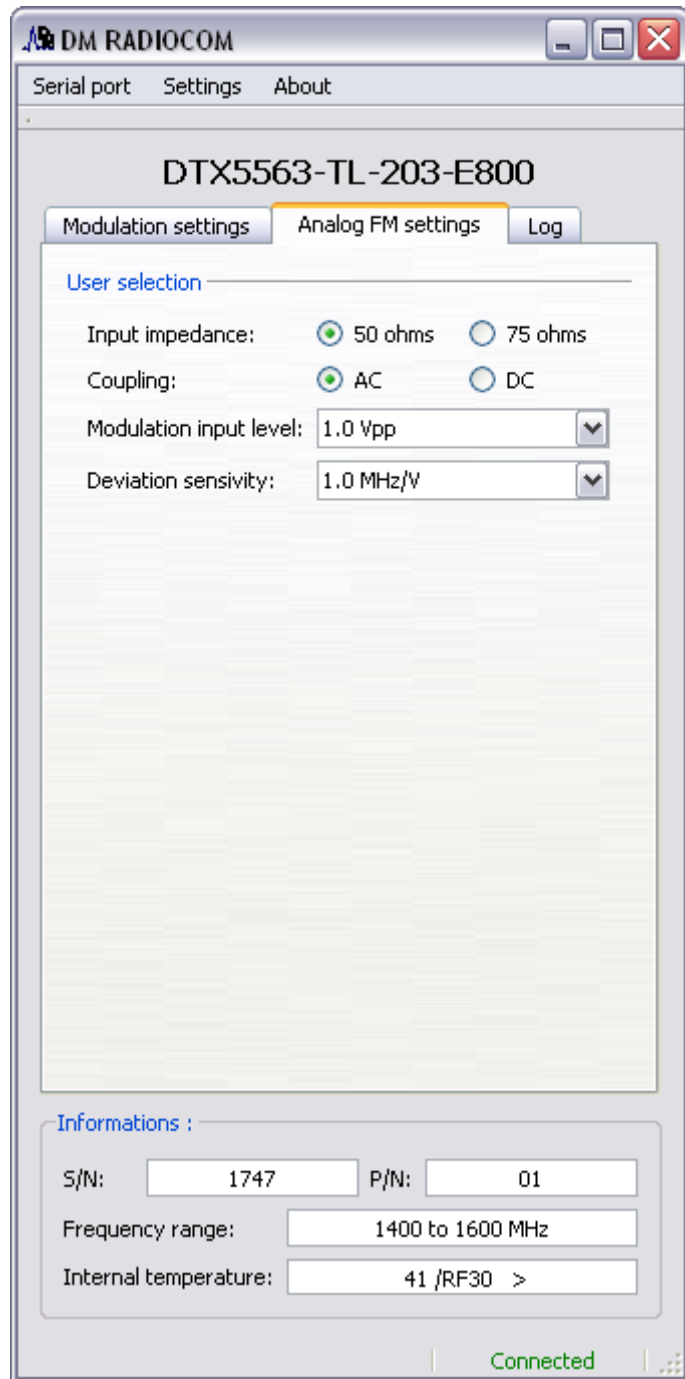 DM RADIOCOM
Serial port Settings About
DTX5563-TL-203-E800
Modulation settings Analog FM settings Log
User selection
Input impedance: 50 ohms 75 ohms
Coupling: AC DC
Modulation input level: 1.0 Vpp
Deviation sensivity: 1.0 MHz/V
Informations :
S/N: 1747 P/N: 01
Frequency range: 1400 to 1600 MHz
Internal temperature: 41 /RF30 >
Connected